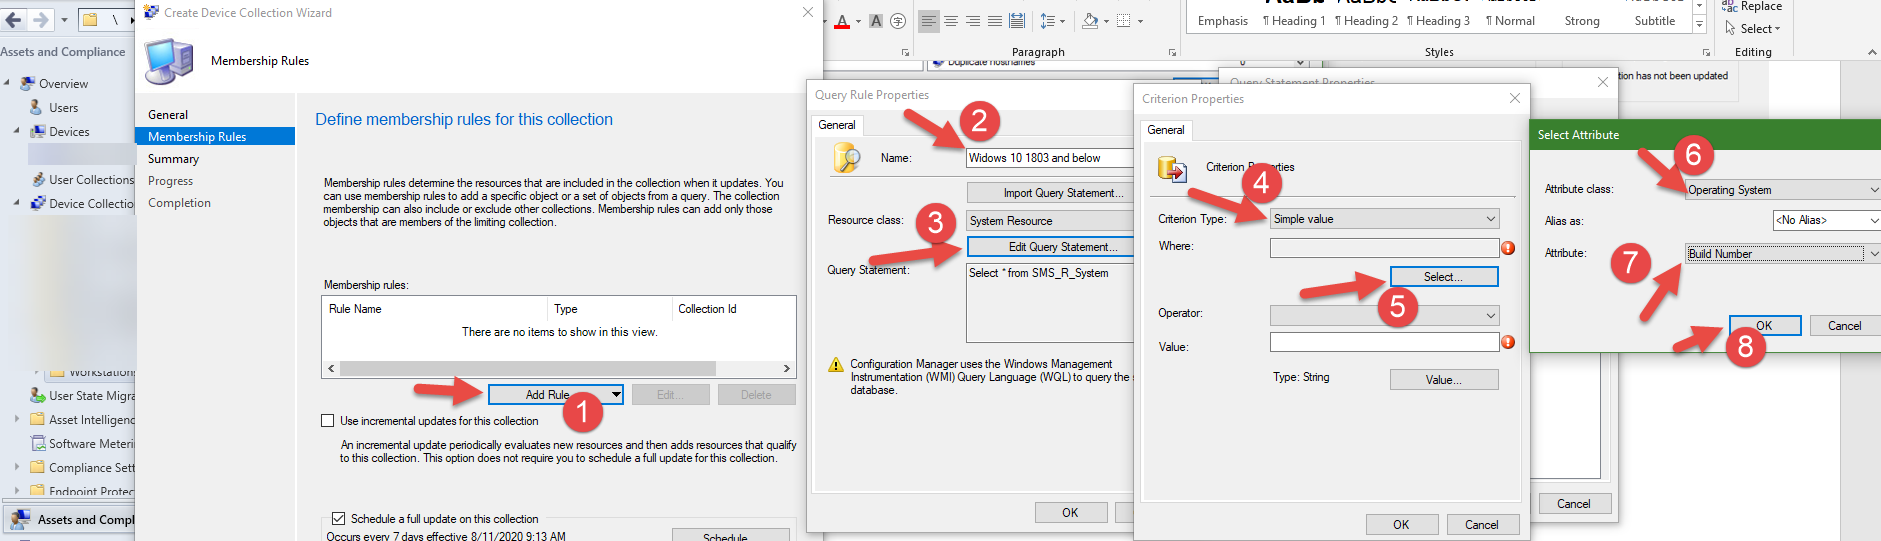 Create Device Collection Wizard
\
Assets and Compliance
Overview
Users
Devices
User Collections
Device Collectio
Workstations
User State Migra
Asset Intelligenc
Software Meteri
Compliance Sett
Endpoint Protec
Assets and Compl
Membership Rules
General
Membership Rules
Summary
Progress
Completion
Define membership rules for this collection
Membership rules determine the resources that are included in the collection when it updates. You
can use membership rules to add a specific object or a set of objects from a query. The collection
membership can also include or exclude other collections. Membership rules can add only those
objects that are members of the limiting collection.
Membership rules:
Rule Name Type Collection Id
There are no items to show in this view.
Add Rule Edit... Delete
1
Use incremental updates for this collection
An incremental update periodically evaluates new resources and then adds resources that qualify
to this collection. This option does not require you to schedule a full update for this collection.
Schedule a full update on this collection
Occurs every 7 days effective 8/11/2020 9:13 AM
Schedule
A A 字
Paragraph
Emphasis ¶ Heading 1 ¶ Heading 2 ¶ Heading 3 ¶ Normal Strong Subtitle
Styles
Replace
Select
Editing
Duplicate hostnames 0
tion has not been updated
Query Rule Properties
General
2
Name: Widows 10 1803 and below
Import Query Statement...
Resource class: System Resource
3
Edit Query Statement...
Query Statement: Select * from SMS_R_System
Configuration Manager uses the Windows Management
Instrumentation (WMI) Query Language (WQL) to query the s
database.
OK
Query Statement Properties
Cancel
Criterion Properties
General
Criterion Properties
4
Criterion Type: Simple value
Where:
Select...
5
Operator:
Value:
Type: String Value...
OK Cancel
Select Attribute
6
Attribute class: Operating System
Alias as: <No Alias>
Attribute: Build Number
7
OK Cancel
8